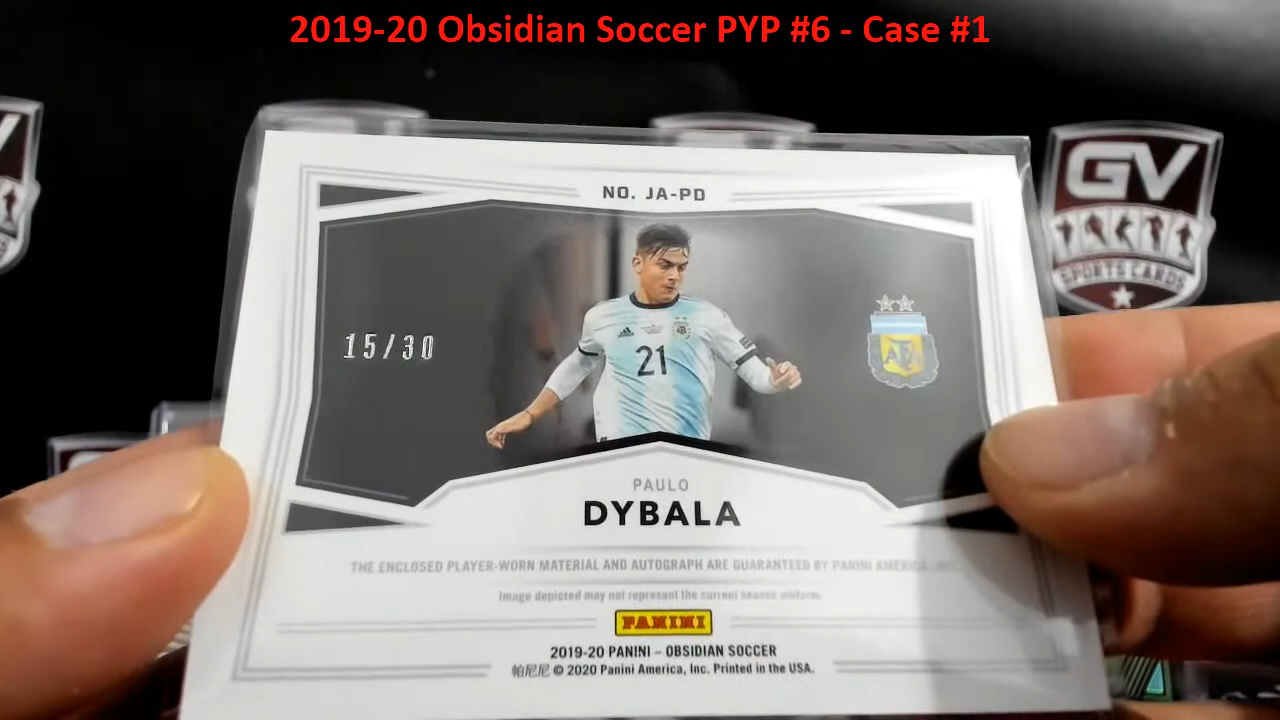 2019-20 Obsidian Soccer PYP #6 - Case #1
NO. JA-PD
GV
SPORTS CARDS
15/30
21
AFA
PAULO
DYBALA
THE ENCLOSED PLAYER-WORN MATERIAL AND AUTOGRAPH ARE GUARANTEED BY PANINI AMERICA, INC.
Image depicted may not represent the current season uniform.
PANINI
2019-20 PANINI – OBSIDIAN SOCCER
帕尼尼 © 2020 Panini America, Inc. Printed in the USA.